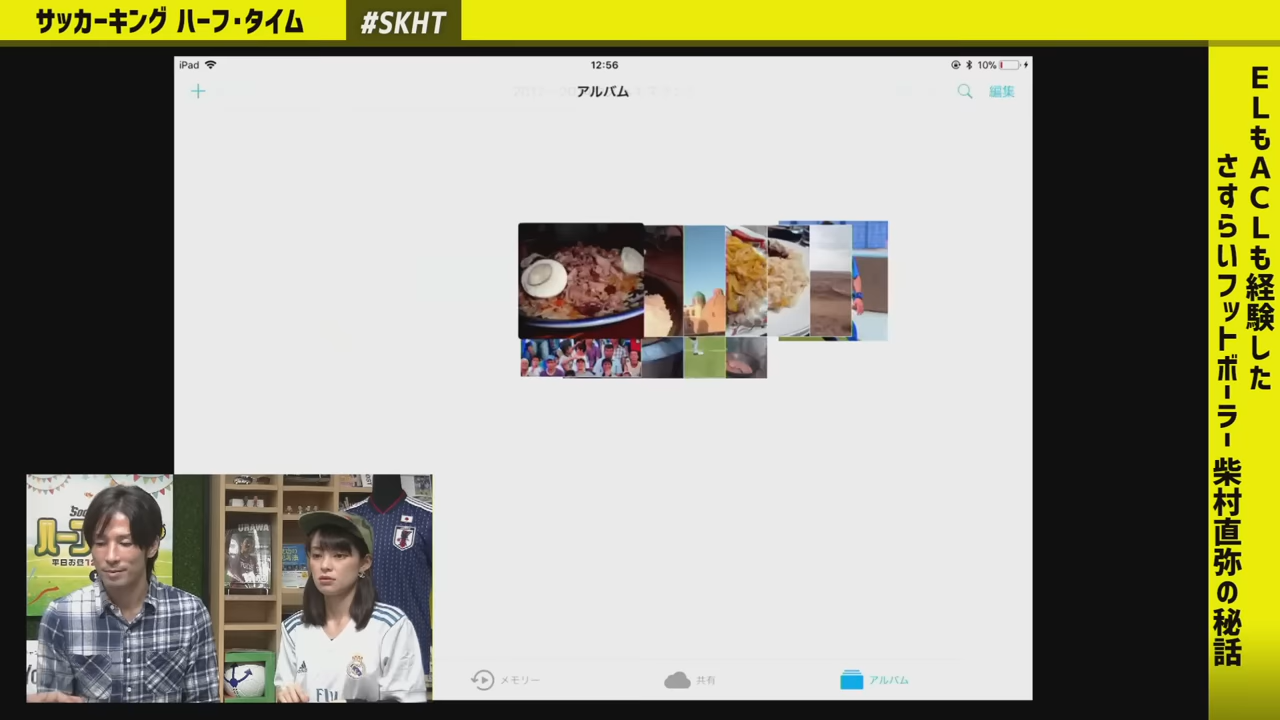 サッカーキング ハーフ・タイム
#SKHT
iPad
12:56
10%
アルバム
編集
ELもACLも経験した
さすらいフットボーラー 柴村直弥の秘話
メモリー
共有
アルバム
URAWA
Fly